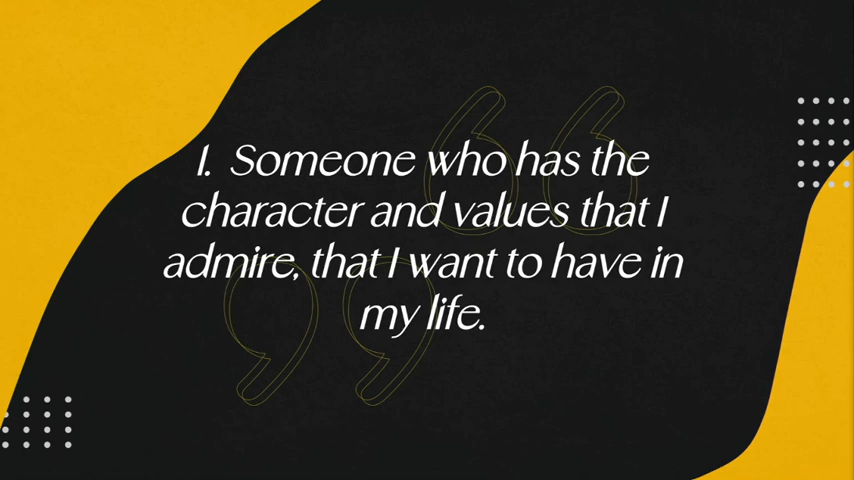 1. Someone who has the
character and values that I
admire, that I want to have in
my life.